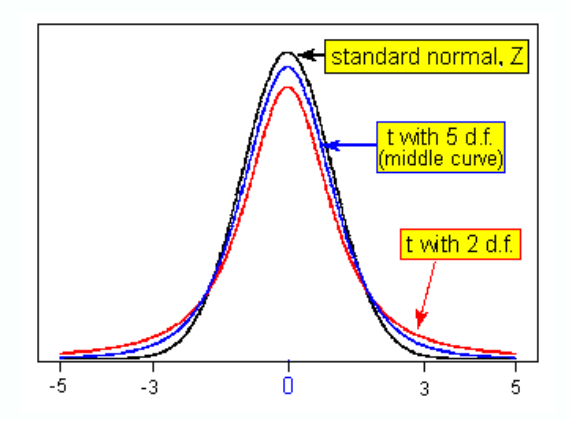 standard normal, Z
t with 5 d.f.
(middle curve)
t with 2 d.f.
-5 -3 0 3 5